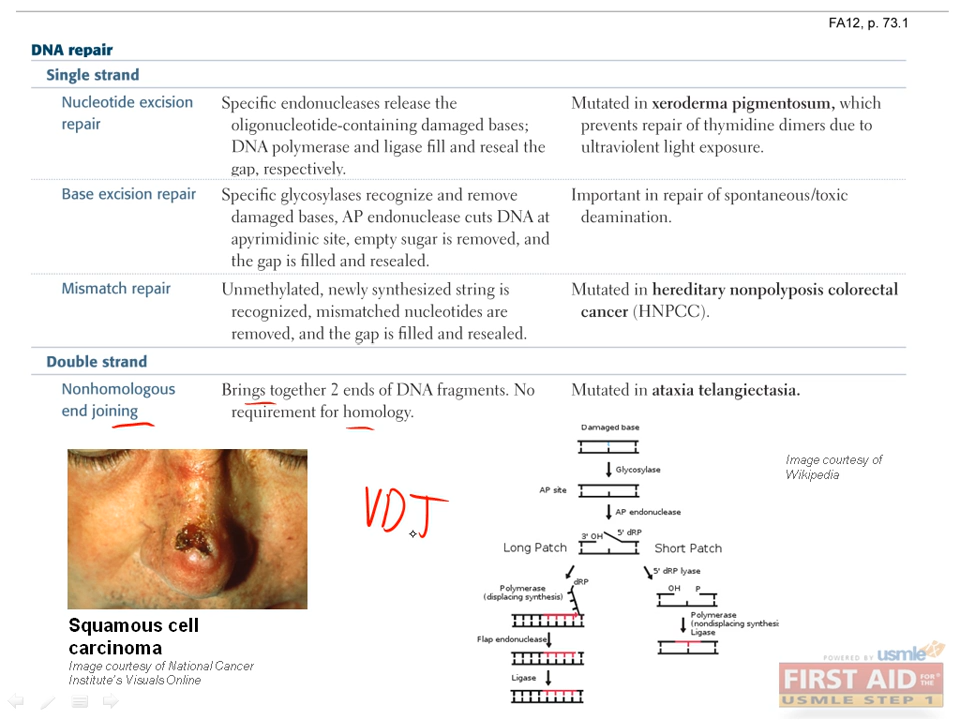 FA12, p. 73.1
DNA repair
Single strand
Nucleotide excision
repair
Specific endonucleases release the
oligonucleotide-containing damaged bases;
DNA polymerase and ligase fill and reseal the
gap, respectively.
Mutated in xeroderma pigmentosum, which
prevents repair of thymidine dimers due to
ultraviolet light exposure.
Base excision repair
Specific glycosylases recognize and remove
damaged bases, AP endonuclease cuts DNA at
apyrimidinic site, empty sugar is removed, and
the gap is filled and resealed.
Important in repair of spontaneous/toxic
deamination.
Mismatch repair
Unmethylated, newly synthesized string is
recognized, mismatched nucleotides are
removed, and the gap is filled and resealed.
Mutated in hereditary nonpolyposis colorectal
cancer (HNPCC).
Double strand
Nonhomologous
end joining
Brings together 2 ends of DNA fragments. No
requirement for homology.
Mutated in ataxia telangiectasia.
VDJ
Squamous cell
carcinoma
Image courtesy of National Cancer
Institute's Visuals Online
Damaged base
Glycosylase
AP site
AP endonuclease
3' OH
5' dRP
Long Patch
Short Patch
dRP
5' dRP lyase
Polymerase
(displacing synthesis)
OH
P
Polymerase
(nondisplacing synthesi
Ligase
Flap endonuclease
Ligase
Image courtesy of
Wikipedia
POWERED BY usmle
FIRST AID FOR THE
USMLE STEP 1